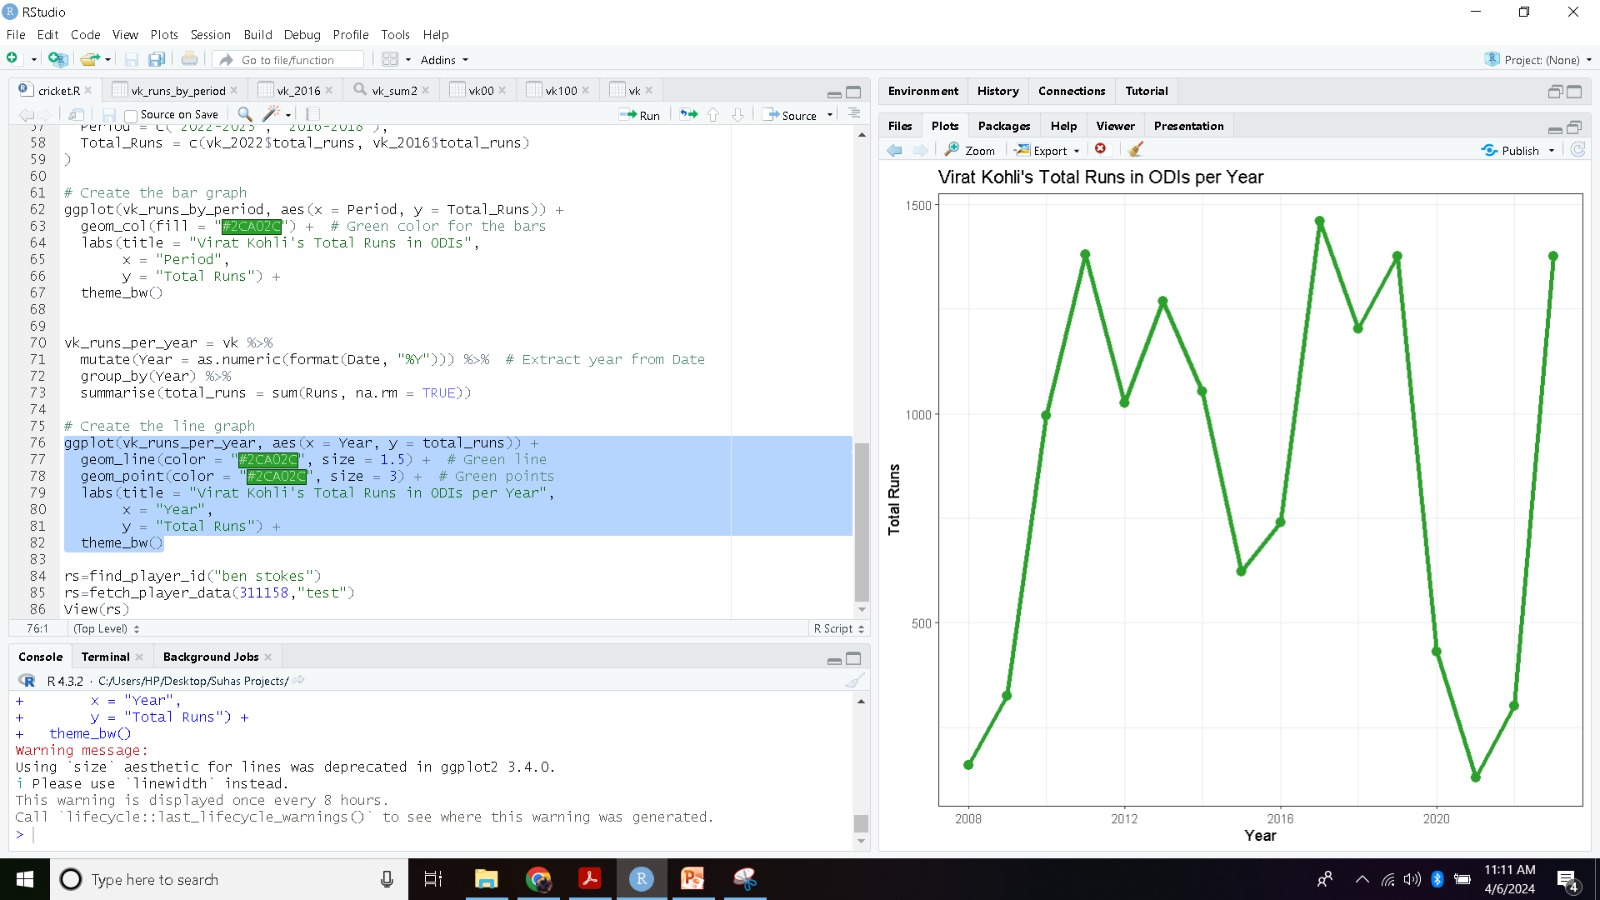 RStudio
File Edit Code View Plots Session Build Debug Profile Tools Help
Go to file/function Addins Project: (None)
cricket.R vk_runs_by_period vk_2016 vk_sum2 vk00 vk100 vk
Source on Save Run Source
57 Period = c("2022-2023", "2016-2018"),
58 Total_Runs = c(vk_2022$total_runs, vk_2016$total_runs)
59 )
60
61 # Create the bar graph
62 ggplot(vk_runs_by_period, aes(x = Period, y = Total_Runs)) +
63 geom_col(fill = "#2CA02C") + # Green color for the bars
64 labs(title = "Virat Kohli's Total Runs in ODIs",
65 x = "Period",
66 y = "Total Runs") +
67 theme_bw()
68
69
70 vk_runs_per_year = vk %>%
71 mutate(Year = as.numeric(format(Date, "%Y"))) %>% # Extract year from Date
72 group_by(Year) %>%
73 summarise(total_runs = sum(Runs, na.rm = TRUE))
74
75 # Create the line graph
76 ggplot(vk_runs_per_year, aes(x = Year, y = total_runs)) +
77 geom_line(color = "#2CA02C", size = 1.5) + # Green line
78 geom_point(color = "#2CA02C", size = 3) + # Green points
79 labs(title = "Virat Kohli's Total Runs in ODIs per Year",
80 x = "Year",
81 y = "Total Runs") +
82 theme_bw()
83
84 rs=find_player_id("ben stokes")
85 rs=fetch_player_data(311158,"test")
86 View(rs)
76:1 (Top Level) R Script
Console Terminal Background Jobs
R 4.3.2 · C:/Users/HP/Desktop/Suhas Projects/
+ x = "Year",
+ y = "Total Runs") +
+ theme_bw()
Warning message:
Using `size` aesthetic for lines was deprecated in ggplot2 3.4.0.
i Please use `linewidth` instead.
This warning is displayed once every 8 hours.
Call `lifecycle::last_lifecycle_warnings()` to see where this warning was generated.
>
Environment History Connections Tutorial
Files Plots Packages Help Viewer Presentation
Zoom Export Publish
Virat Kohli's Total Runs in ODIs per Year
1500
1000
500
Total Runs
2008 2012 2016 2020
Year
Type here to search
11:11 AM
4/6/2024
4